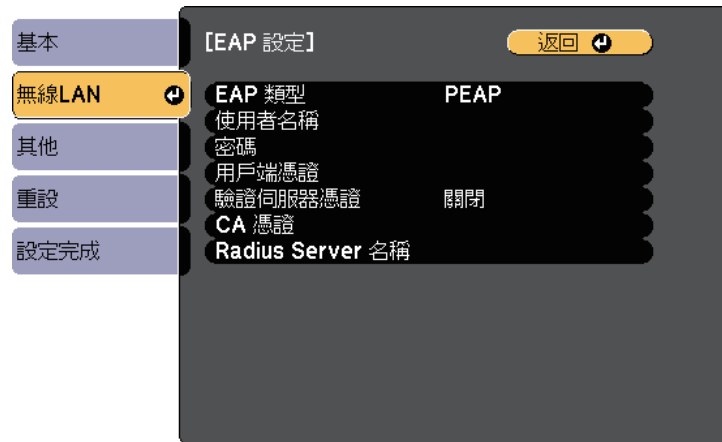 基本
無線LAN
其他
重設
設定完成
[EAP 設定]
返回
EAP 類型 PEAP
使用者名稱
密碼
用戶端憑證
驗證伺服器憑證 關閉
CA 憑證
Radius Server 名稱